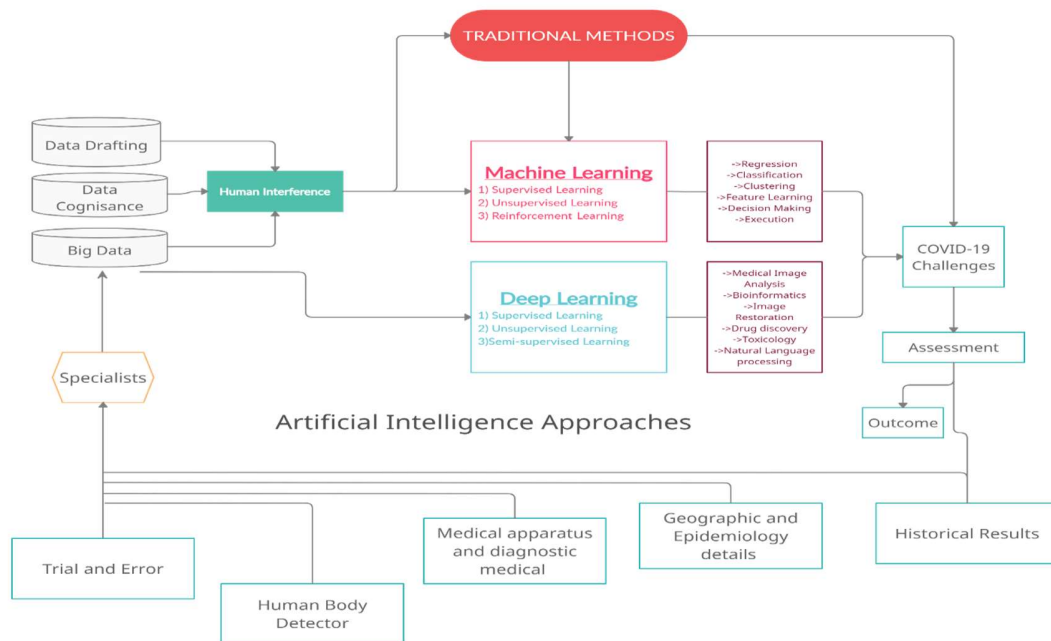 TRADITIONAL METHODS
Data Drafting
Data
Cognisance
Big Data
Human Interference
Machine Learning
1) Supervised Learning
2) Unsupervised Learning
3) Reinforcement Learning
->Regression
->Classification
->Clustering
->Feature Learning
->Decision Making
->Execution
COVID-19
Challenges
Deep Learning
1) Supervised Learning
2) Unsupervised Learning
3)Semi-supervised Learning
->Medical Image
Analysis
->Bioinformatics
->Image
Restoration
->Drug discovery
->Toxicology
->Natural Language
processing
Assessment
Specialists
Outcome
Artificial Intelligence Approaches
Trial and Error
Human Body
Detector
Medical apparatus
and diagnostic
medical
Geographic and
Epidemiology
details
Historical Results